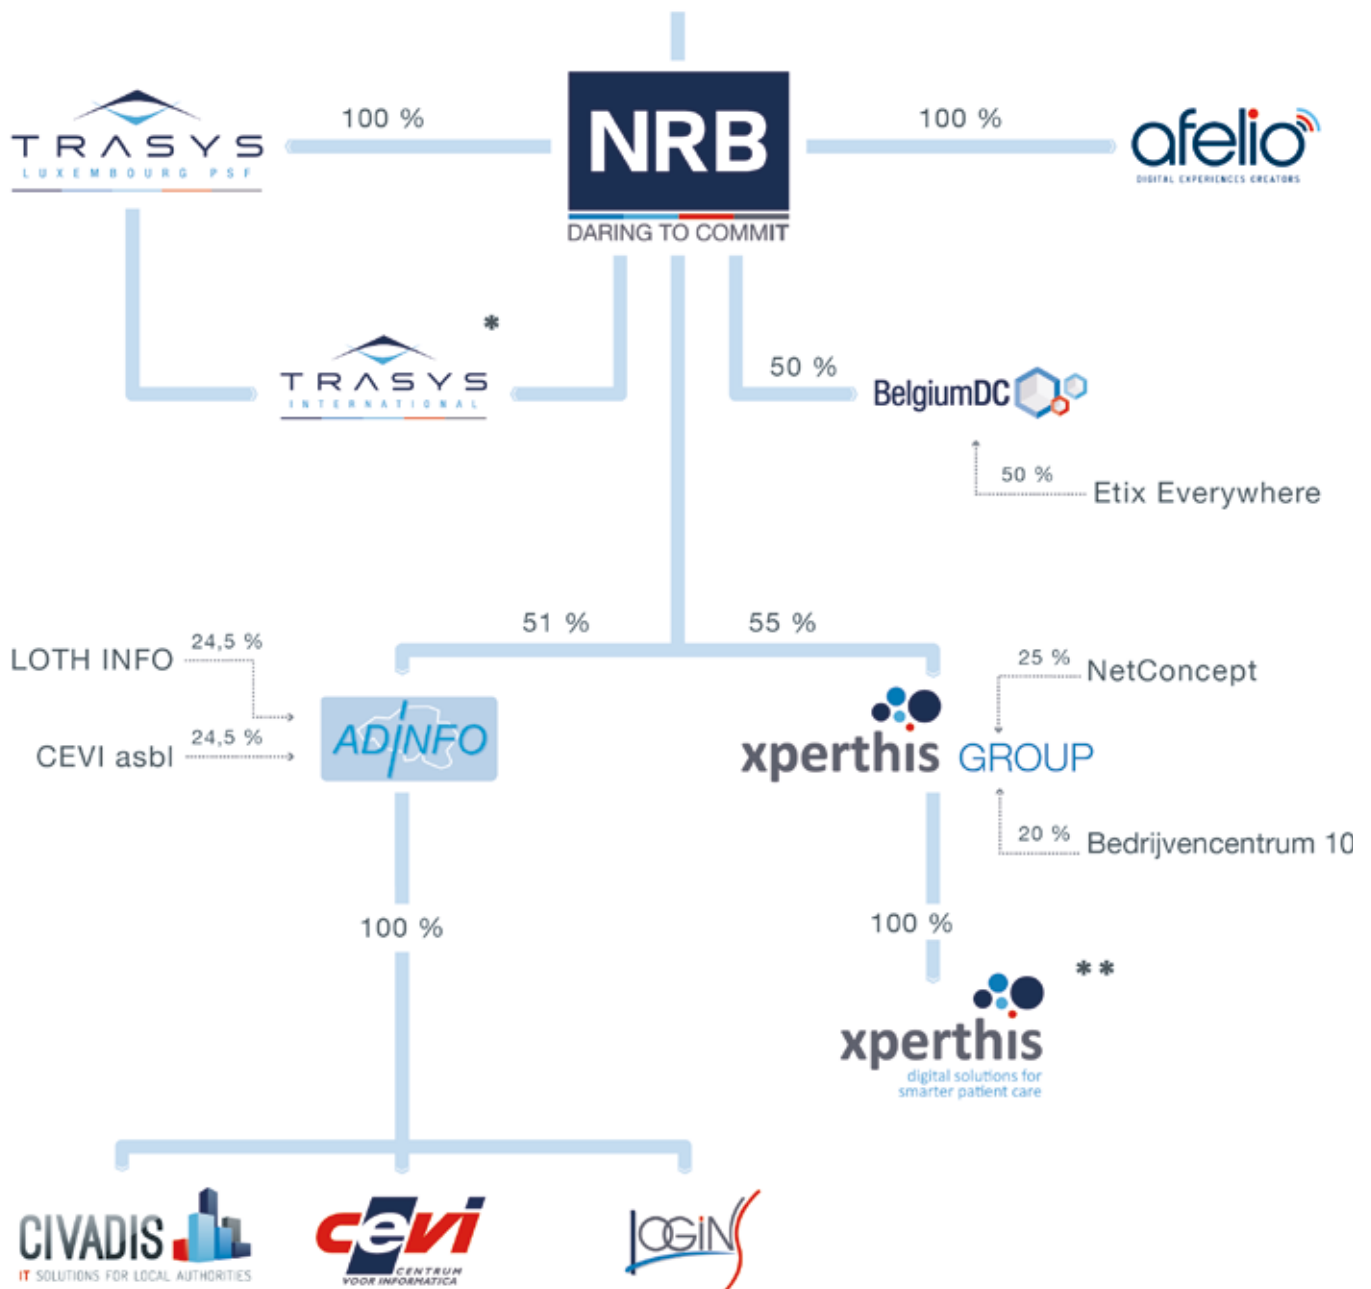 TRASYS
LUXEMBOURG PSF
100 %
NRB
DARING TO COMMIT
100 %
afelio
DIGITAL EXPERIENCES CREATORS
TRASYS
INTERNATIONAL
*
50 %
BelgiumDC
50 %
Etix Everywhere
51 %
55 %
LOTH INFO
24,5 %
CEVI asbl
24,5 %
ADINFO
25 %
NetConcept
xperthis GROUP
20 %
Bedrijvencentrum 10
100 %
100 %
**
xperthis
digital solutions for
smarter patient care
CIVADIS
IT SOLUTIONS FOR LOCAL AUTHORITIES
cevi
CENTRUM
VOOR INFORMATICA
LOGINS